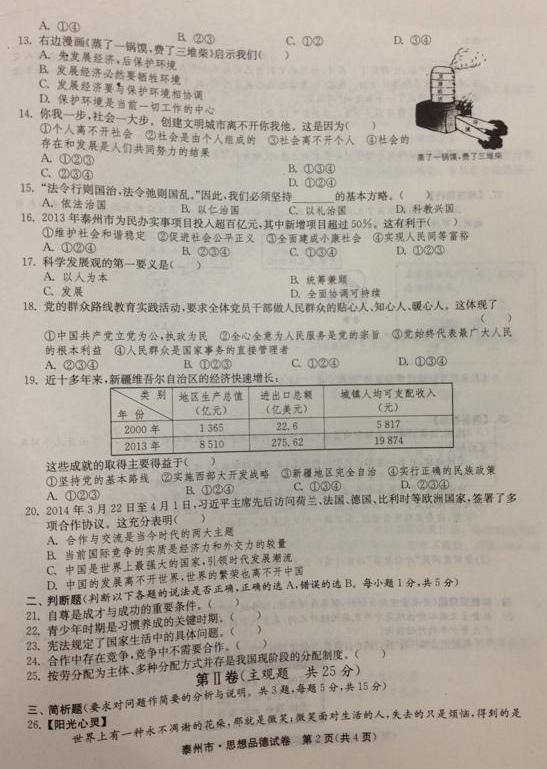 A. ①④ B. ②③ C. ①② D. ③④
13. 右边漫画《蒸了一锅馍,费了三堆柴》启示我们( )
A. 先发展经济,后保护环境
B. 发展经济必然要牺牲环境
C. 发展经济要与保护环境相协调
D. 保护环境是当前一切工作的中心
蒸了一锅馍,费了三堆柴
14. 你我一步,社会一大步。创建文明城市离不开你我他。这是因为( )
①个人离不开社会 ②社会是由个人组成的 ③社会离不开个人 ④社会的
存在和发展是人们共同努力的结果
A. ①②③ B. ①③④
C. ②③④ D. ①②④
15. “法令行则国治,法令弛则国乱。”因此,我们必须坚持______的基本方略。( )
A. 依法治国 B. 以仁治国 C. 以礼治国 D. 科教兴国
16. 2013年泰州市为民办实事项目投入超百亿元,其中新增项目超过50%。这有利于( )
①维护社会和谐稳定 ②促进社会公平正义 ③全面建成小康社会 ④实现人民同等富裕
A. ①②④ B. ②③④ C. ①③④ D. ①②③
17. 科学发展观的第一要义是( )
A. 以人为本 B. 统筹兼顾
C. 发展 D. 全面协调可持续
18. 党的群众路线教育实践活动,要求全体党员干部做人民群众的贴心人、知心人、暖心人。这体现了
( )
①中国共产党立党为公,执政为民 ②全心全意为人民服务是党的宗旨 ③党始终代表最广大人民
的根本利益 ④人民群众是国家事务的直接管理者
A. ②③④ B. ①②③ C. ①②④ D. ①③④
19. 近十多年来,新疆维吾尔自治区的经济快速增长:
类别 地区生产总值 进出口总额 城镇人均可支配收入
年份 (亿元) (亿美元) (元)
2000年 1 365 22.6 5 817
2013年 8 510 275.62 19 874
这些成就的取得主要得益于( )
①坚持党的基本路线 ②实施西部大开发战略 ③新疆地区完全自治 ④实行正确的民族政策
A. ①②③ B. ①②④ C. ①③④ D. ②③④
20. 2014年3月22日至4月1日,习近平主席先后访问荷兰、法国、德国、比利时等欧洲国家,签署了多
项合作协议。这充分表明( )
A. 合作与交流是当今时代的两大主题
B. 当前国际竞争的实质是经济力和外交力的较量
C. 中国是世界上最强大的国家,引领时代发展潮流
D. 中国的发展离不开世界,世界的繁荣也离不开中国
二、判断题(判断以下各题的说法是否正确,正确的选A,错误的选B。每小题1分,共5分)
21. 自尊是成才与成功的重要条件。( )
22. 青少年时期是习惯养成的关键时期。( )
23. 宪法规定了国家生活中的具体问题。( )
24. 合作中存在竞争,竞争中不需要合作。( )
25. 按劳分配为主体、多种分配方式并存是我国现阶段的分配制度。( )
第Ⅱ卷(主观题 共25分)
三、简析题(要求对问题作简要的分析与说明。共3题,每题5分,共15分)
26. 【阳光心灵】
世界上有一种永不凋谢的花朵,那就是微笑;微笑面对生活的人,失去的只是烦恼,得到的是
泰州市·思想品德试卷 第2页(共4页)